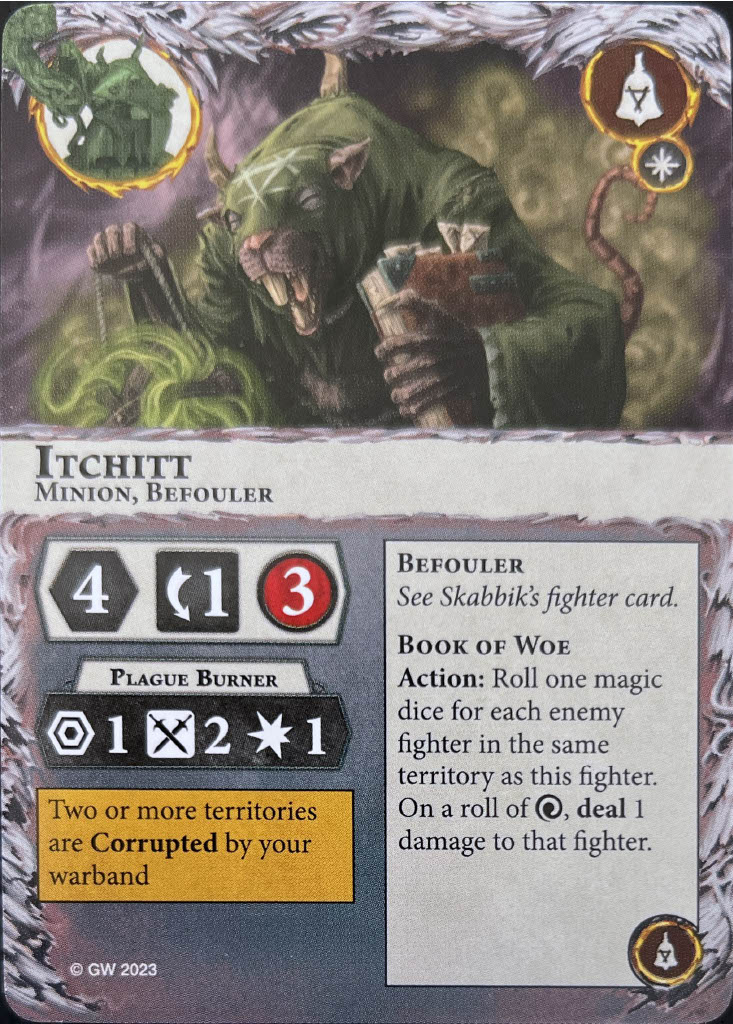 ITCHITT
MINION, BEFOULER
4 1 3
PLAGUE BURNER
1 2 1
Two or more territories
are Corrupted by your
warband
© GW 2023
BEFOULER
See Skabbik's fighter card.
BOOK OF WOE
Action: Roll one magic
dice for each enemy
fighter in the same
territory as this fighter.
On a roll of , deal 1
damage to that fighter.